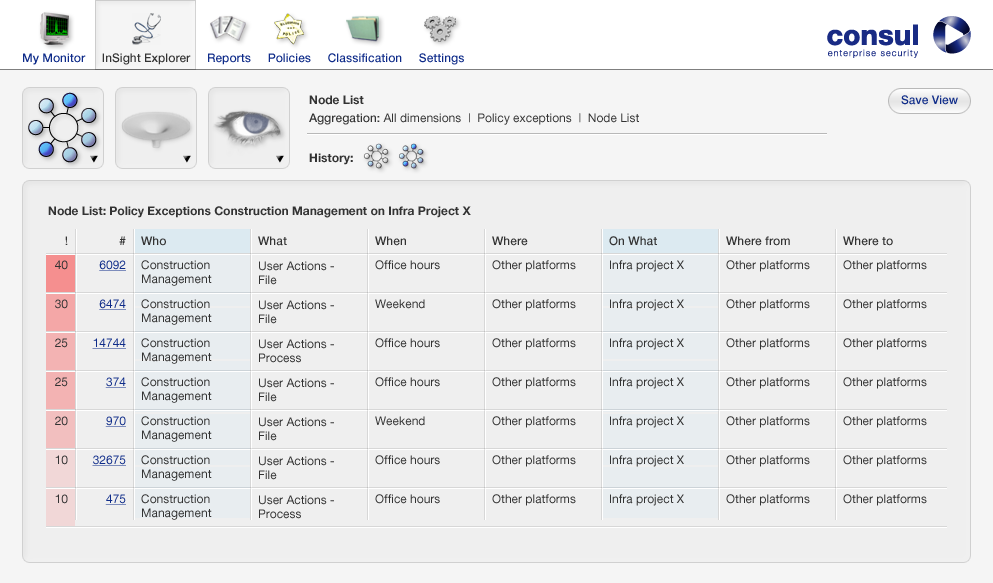 My Monitor InSight Explorer Reports Policies Classification Settings
consul
enterprise security
Node List
Save View
Aggregation: All dimensions | Policy exceptions | Node List
History:
Node List: Policy Exceptions Construction Management on Infra Project X
! # Who What When Where On What Where from Where to
40 6092 Construction Management User Actions - File Office hours Other platforms Infra project X Other platforms Other platforms
30 6474 Construction Management User Actions - File Weekend Other platforms Infra project X Other platforms Other platforms
25 14744 Construction Management User Actions - Process Office hours Other platforms Infra project X Other platforms Other platforms
25 374 Construction Management User Actions - File Office hours Other platforms Infra project X Other platforms Other platforms
20 970 Construction Management User Actions - File Weekend Other platforms Infra project X Other platforms Other platforms
10 32675 Construction Management User Actions - File Office hours Other platforms Infra project X Other platforms Other platforms
10 475 Construction Management User Actions - Process Office hours Other platforms Infra project X Other platforms Other platforms